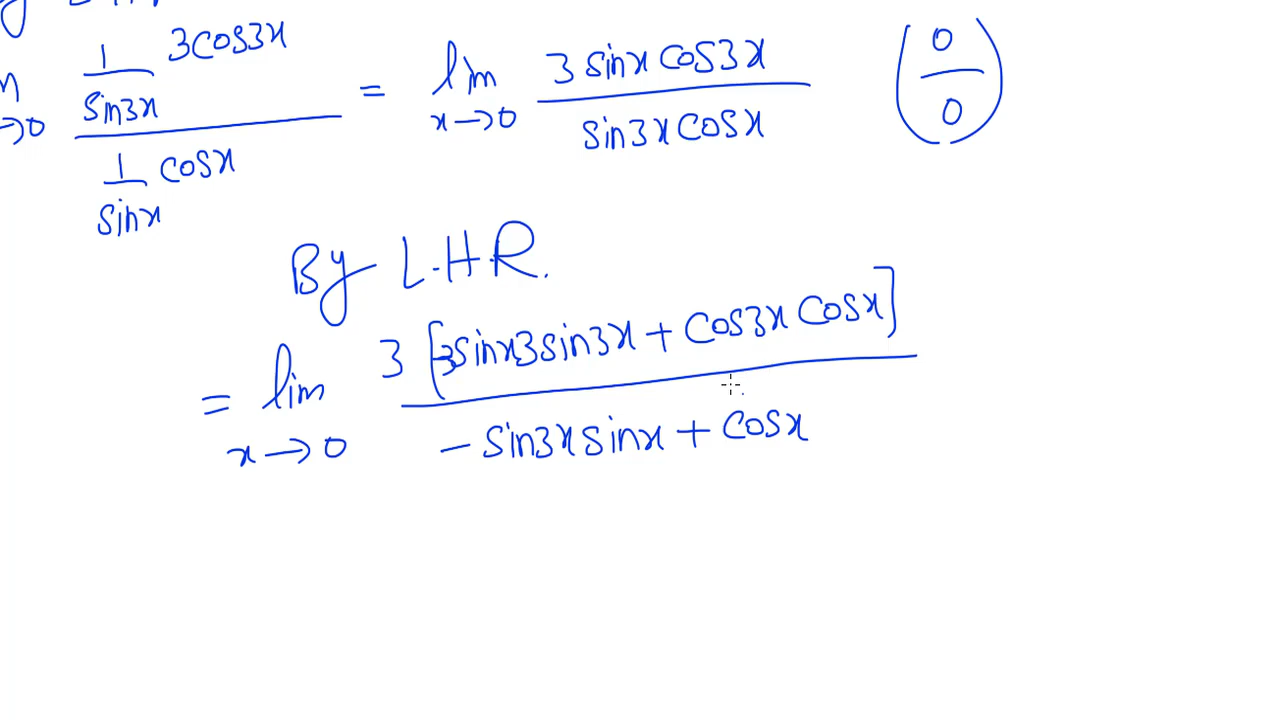 1/sin3x 3cos3x / 1/sinx cosx = lim x→0 3 sinx cos3x / sin3x cosx (0/0)
By L.H.R.
= lim x→0 3 [ sinx3sin3x + cos3x cosx] / - sin3x sinx + cosx